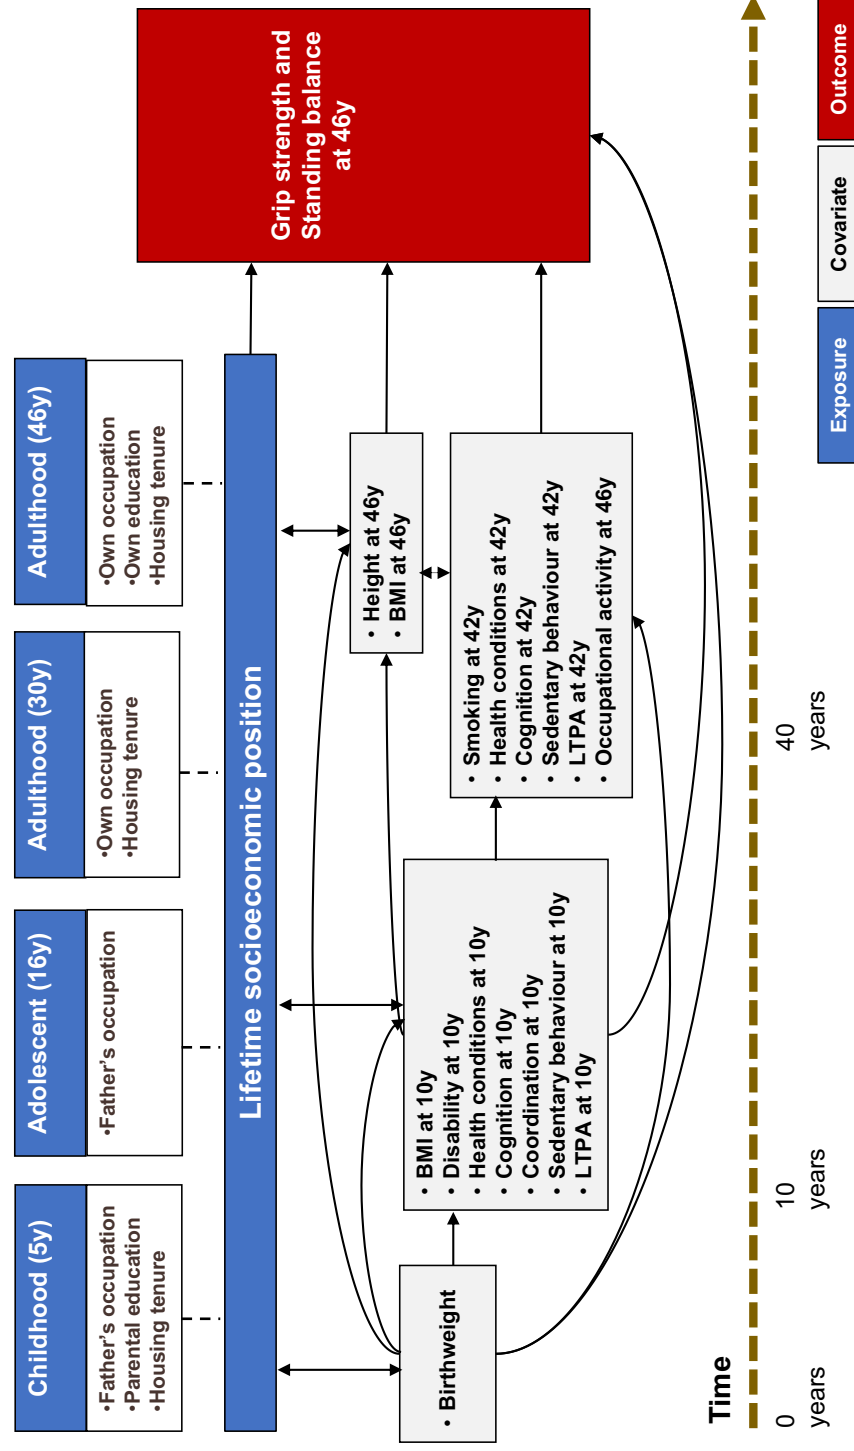 Childhood (5y)
•Father's occupation
•Parental education
•Housing tenure
Adolescent (16y)
•Father's occupation
Adulthood (30y)
•Own occupation
•Housing tenure
Adulthood (46y)
•Own occupation
•Own education
•Housing tenure
Lifetime socioeconomic position
Grip strength and
Standing balance
at 46y
• Height at 46y
• BMI at 46y
• Birthweight
• BMI at 10y
• Disability at 10y
• Health conditions at 10y
• Cognition at 10y
• Coordination at 10y
• Sedentary behaviour at 10y
• LTPA at 10y
• Smoking at 42y
• Health conditions at 42y
• Cognition at 42y
• Sedentary behaviour at 42y
• LTPA at 42y
• Occupational activity at 46y
Time
0
years
10
years
40
years
Exposure
Covariate
Outcome